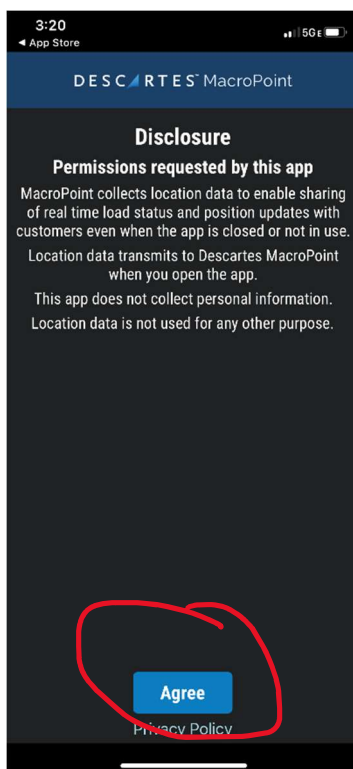 3:20
5GE
◀ App Store
DESCARTES™ MacroPoint
Disclosure
Permissions requested by this app
MacroPoint collects location data to enable sharing
of real time load status and position updates with
customers even when the app is closed or not in use.
Location data transmits to Descartes MacroPoint
when you open the app.
This app does not collect personal information.
Location data is not used for any other purpose.
Agree
Privacy Policy